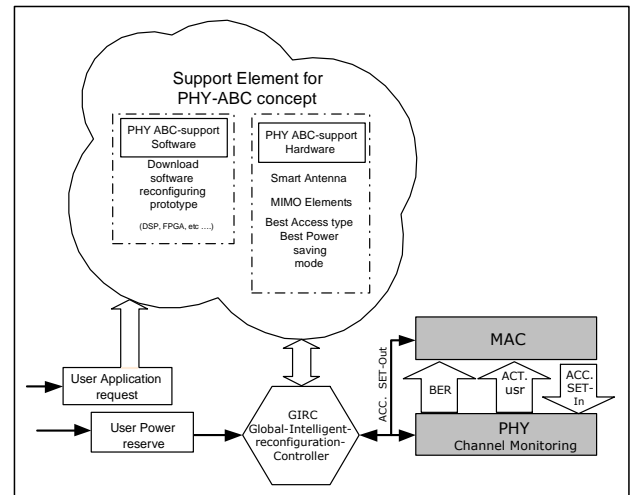 Support Element for
PHY-ABC concept
PHY ABC-support
Software
Download
software
reconfiguring
prototype
(DSP, FPGA, etc ....)
PHY ABC-support
Hardware
Smart Antenna
MIMO Elements
Best Access type
Best Power
saving
mode
User Application
request
User Power
reserve
GIRC
Global-Intelligent-
reconfiguration-
Controller
ACC. SET-Out
MAC
BER
ACT.
usr
ACC.
SET-
In
PHY
Channel Monitoring